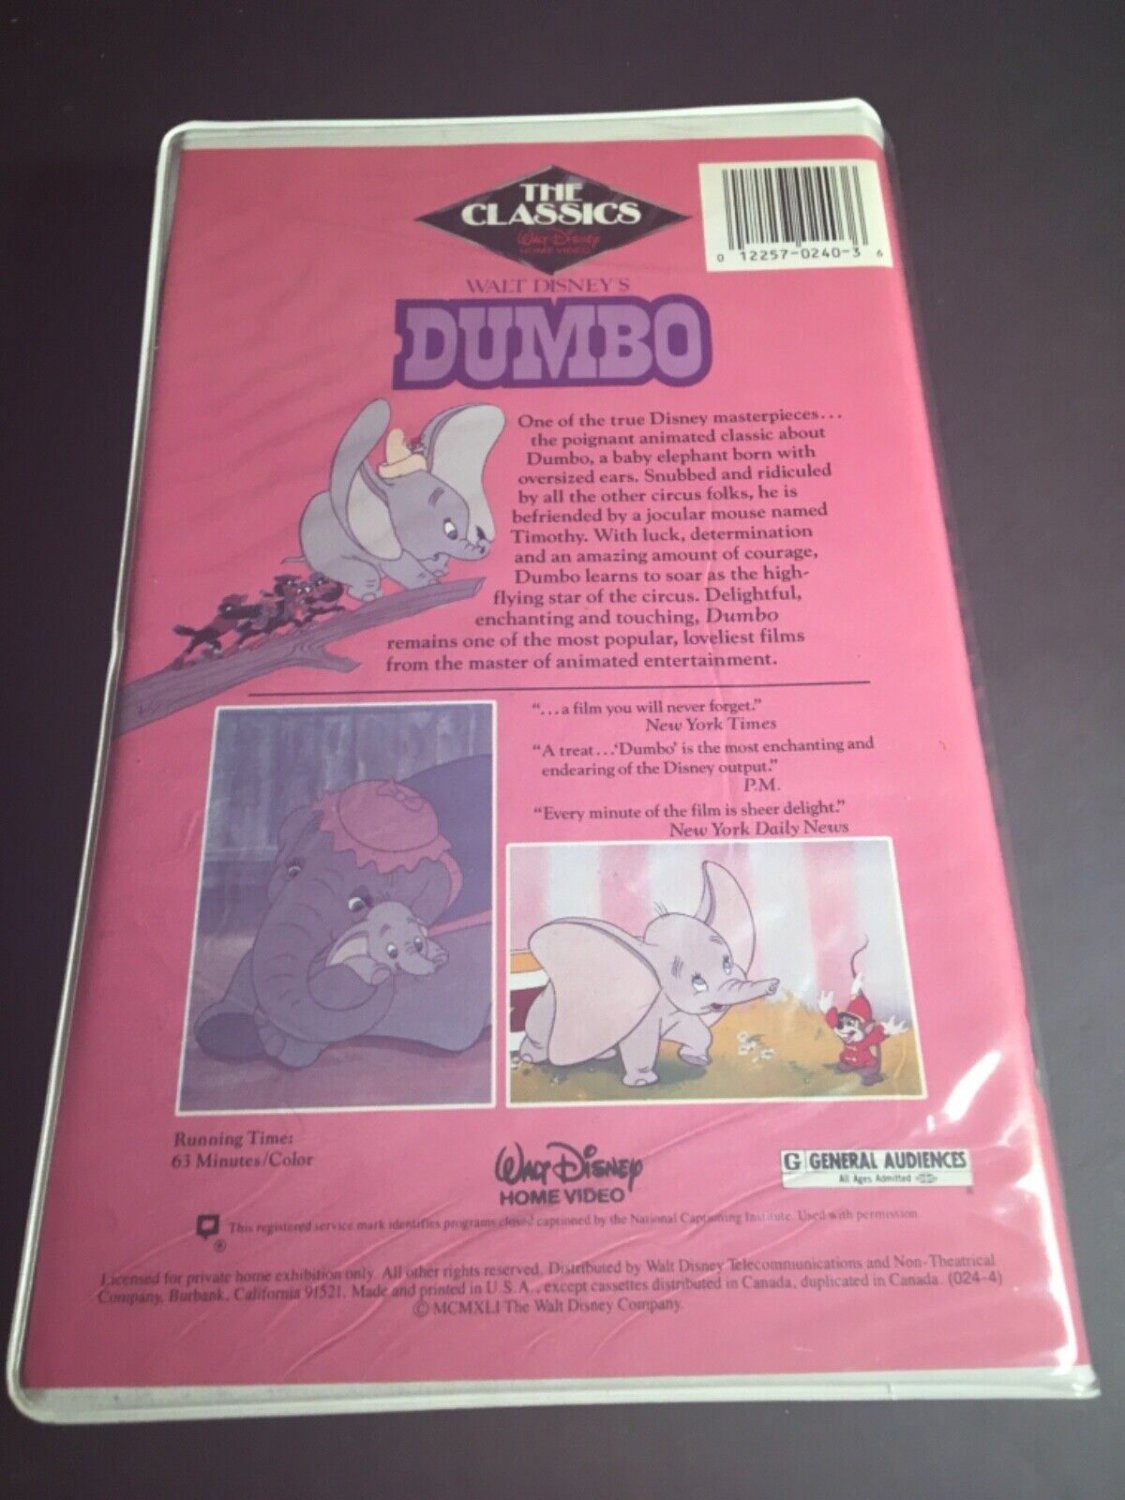 THE
CLASSICS
Walt Disney
HOME VIDEO
0 12257-0240-3 6
WALT DISNEY'S
DUMBO
One of the true Disney masterpieces...
the poignant animated classic about
Dumbo, a baby elephant born with
oversized ears. Snubbed and ridiculed
by all the other circus folks, he is
befriended by a jocular mouse named
Timothy. With luck, determination
and an amazing amount of courage,
Dumbo learns to soar as the high-
flying star of the circus. Delightful,
enchanting and touching, Dumbo
remains one of the most popular, loveliest films
from the master of animated entertainment.
"...a film you will never forget."
New York Times
"A treat...'Dumbo' is the most enchanting and
endearing of the Disney output."
P.M.
"Every minute of the film is sheer delight."
New York Daily News
Running Time:
63 Minutes/Color
Walt Disney
HOME VIDEO
G GENERAL AUDIENCES
All Ages Admitted
®
This registered service mark identifies programs closed captioned by the National Captioning Institute. Used with permission.
®
Licensed for private home exhibition only. All other rights reserved. Distributed by Walt Disney Telecommunications and Non-Theatrical
Company, Burbank, California 91521. Made and printed in U.S.A., except cassettes distributed in Canada, duplicated in Canada. (024-4)
© MCMXLI The Walt Disney Company.